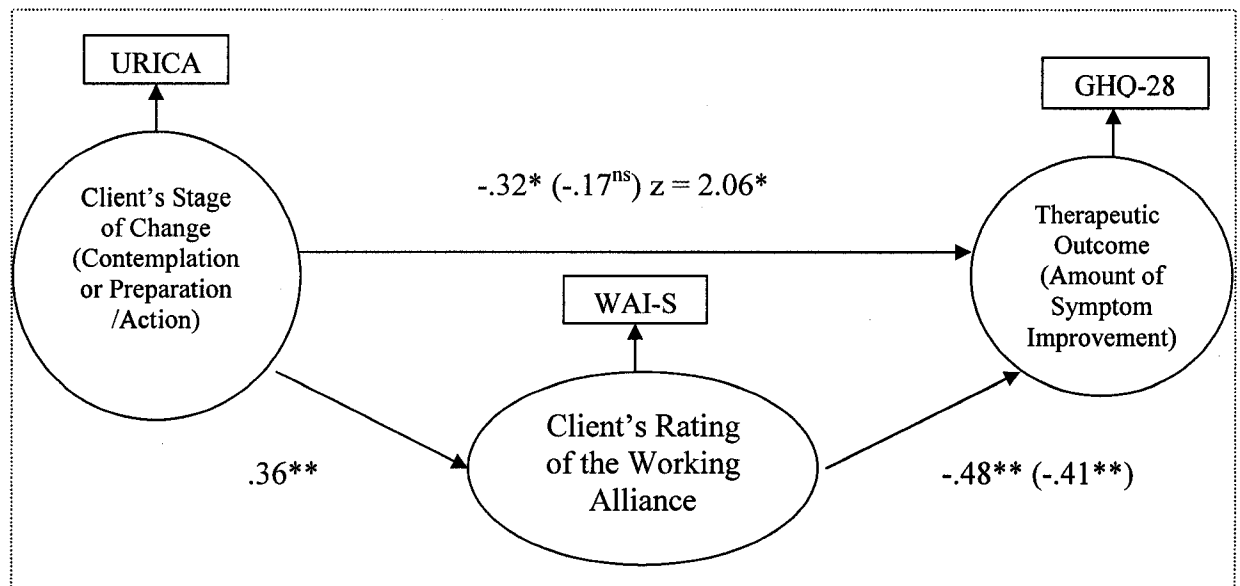 URICA
GHQ-28
Client's Stage
of Change
(Contemplation
or Preparation
/Action)
-.32* (-.17ns) z = 2.06*
Therapeutic
Outcome
(Amount of
Symptom
Improvement)
WAI-S
Client's Rating
of the Working
Alliance
.36**
-.48** (-.41**)